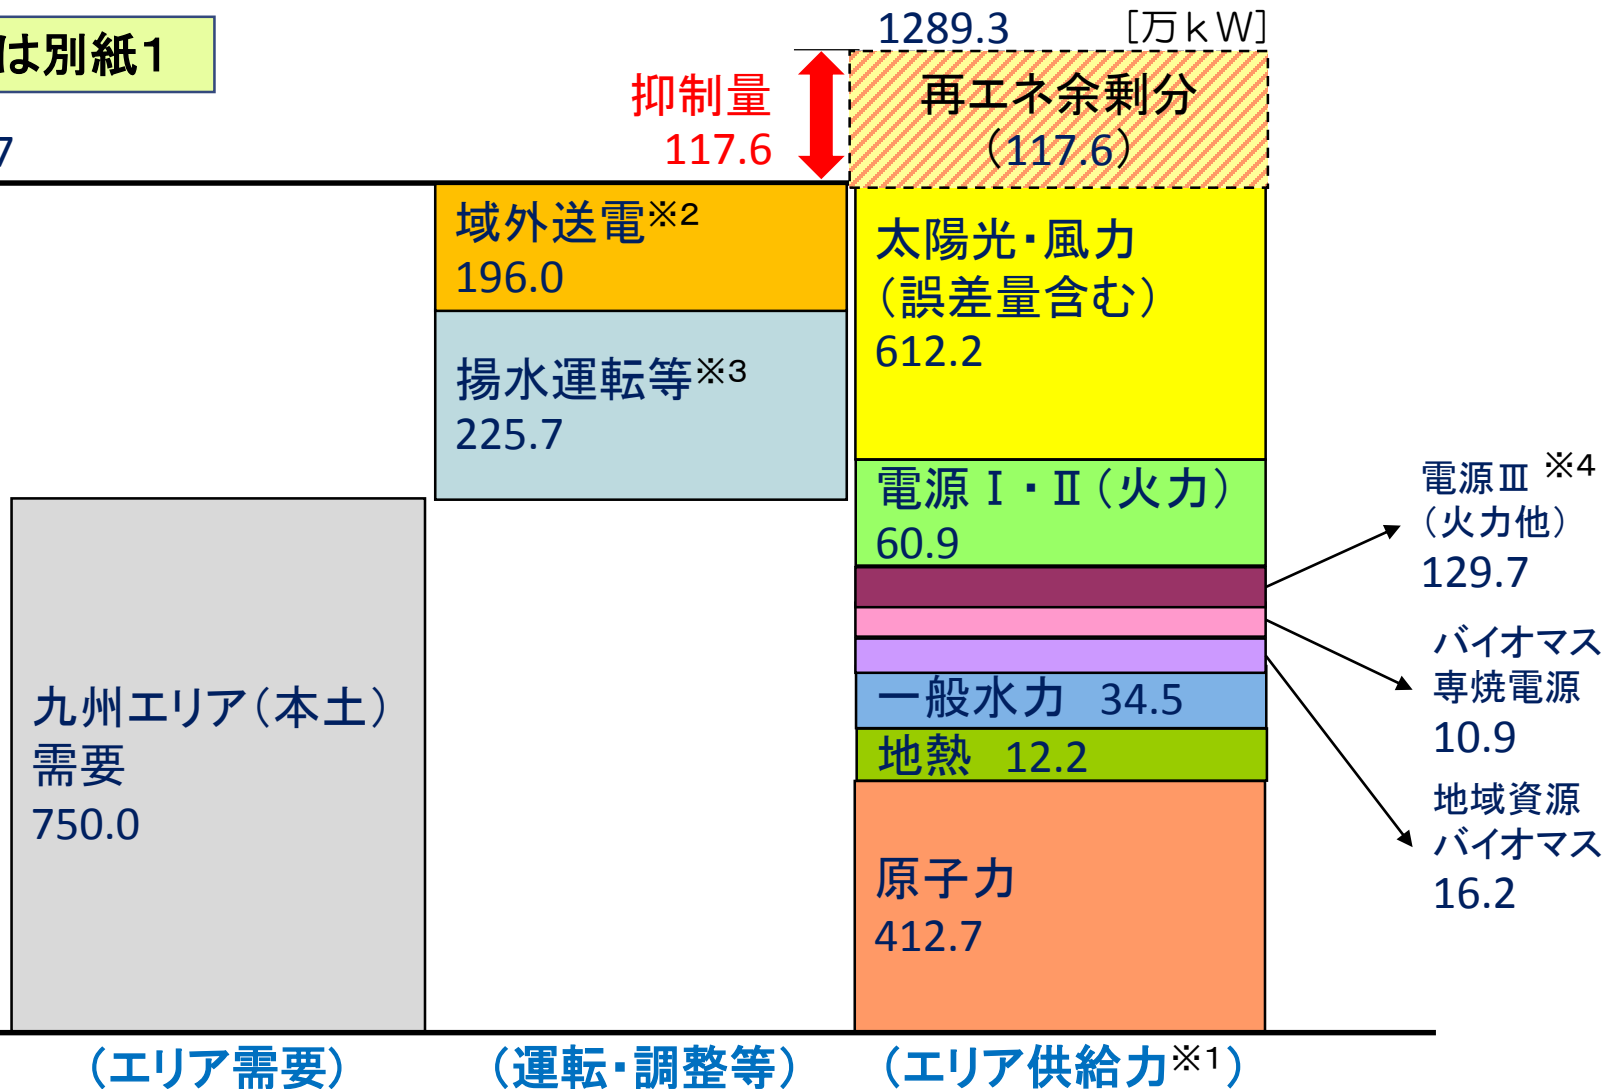 は別紙1
7
1289.3 [万kW]
抑制量
117.6
再エネ余剰分
(117.6)
域外送電※2
196.0
揚水運転等※3
225.7
九州エリア(本土)
需要
750.0
太陽光・風力
(誤差量含む)
612.2
電源Ⅰ・Ⅱ(火力)
60.9
電源Ⅲ ※4
(火力他)
129.7
バイオマス
専焼電源
10.9
地域資源
バイオマス
16.2
一般水力 34.5
地熱 12.2
原子力
412.7
(エリア需要)
(運転・調整等)
(エリア供給力※1)